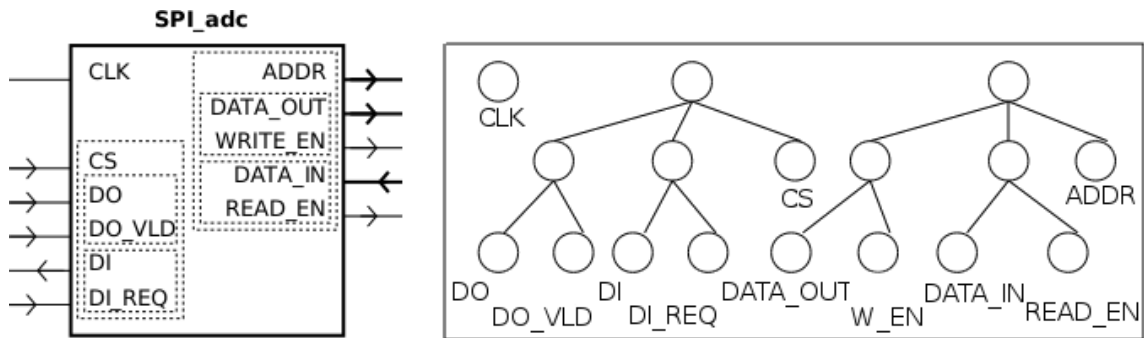 SPI_adc
CLK
CS
DO
DO_VLD
DI
DI_REQ
ADDR
DATA_OUT
WRITE_EN
DATA_IN
READ_EN
CLK
CS
ADDR
DO
DO_VLD
DI
DI_REQ
DATA_OUT
W_EN
DATA_IN
READ_EN